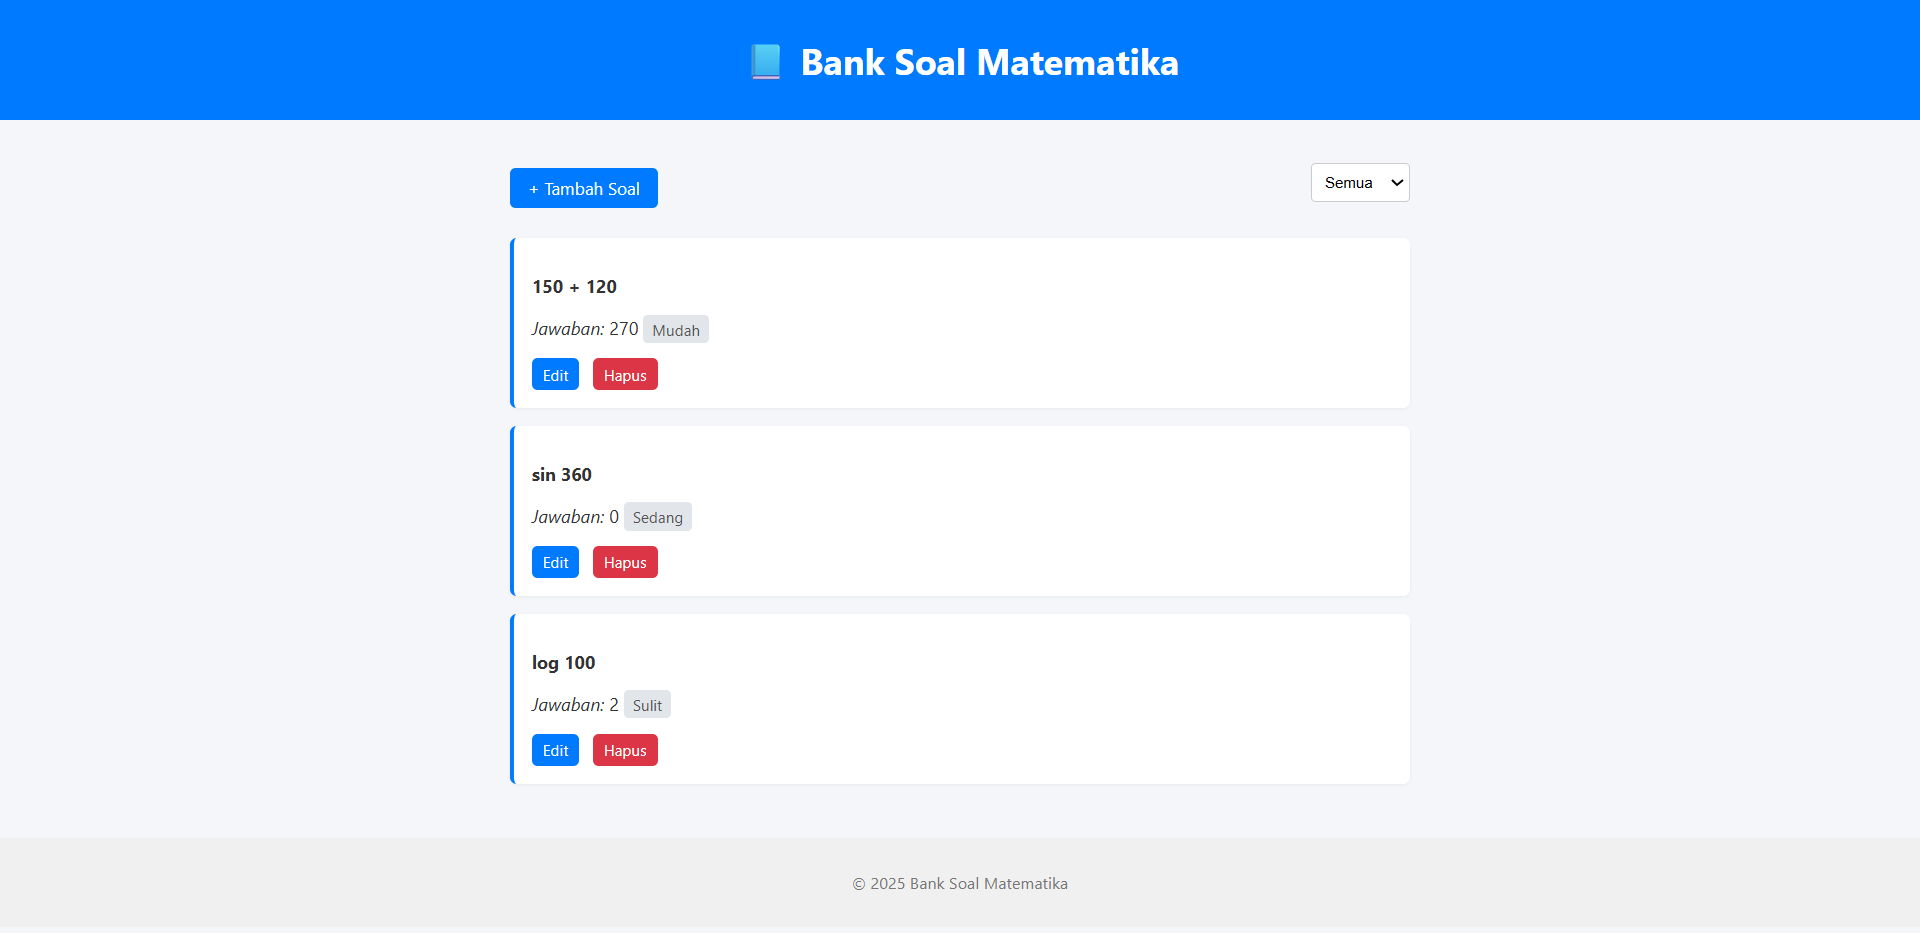 Bank Soal Matematika
+ Tambah Soal
Semua
150 + 120
Jawaban: 270 Mudah
Edit Hapus
sin 360
Jawaban: 0 Sedang
Edit Hapus
log 100
Jawaban: 2 Sulit
Edit Hapus
© 2025 Bank Soal Matematika